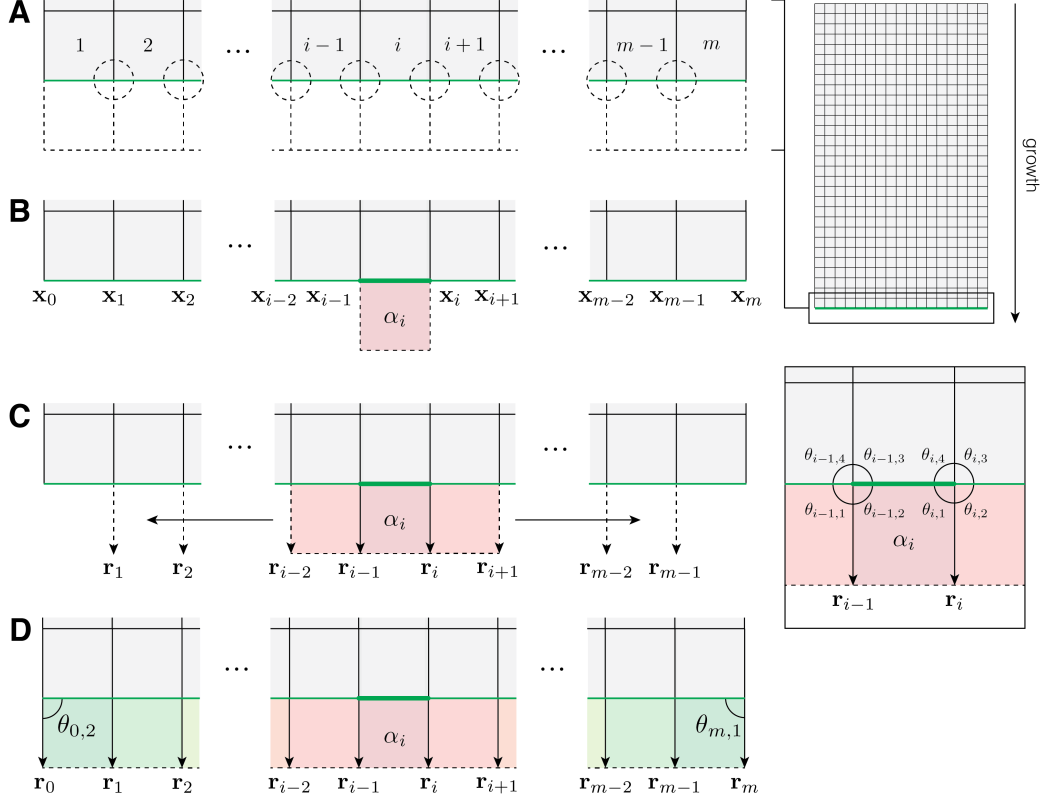 A
1 2 ... i − 1 i i + 1 ... m − 1 m
growth
B
...
...
x₀ x₁ x₂ xᵢ₋₂ xᵢ₋₁ xᵢ xᵢ₊₁ xₘ₋₂ xₘ₋₁ xₘ
αᵢ
C
...
...
αᵢ
r₁ r₂ rᵢ₋₂ rᵢ₋₁ rᵢ rᵢ₊₁ rₘ₋₂ rₘ₋₁
θᵢ₋₁,₄ θᵢ₋₁,₃ θᵢ,₄ θᵢ,₃
θᵢ₋₁,₁ θᵢ₋₁,₂ θᵢ,₁ θᵢ,₂
αᵢ
rᵢ₋₁ rᵢ
D
...
...
θ₀,₂ αᵢ θₘ,₁
r₀ r₁ r₂ rᵢ₋₂ rᵢ₋₁ rᵢ rᵢ₊₁ rₘ₋₂ rₘ₋₁ rₘ